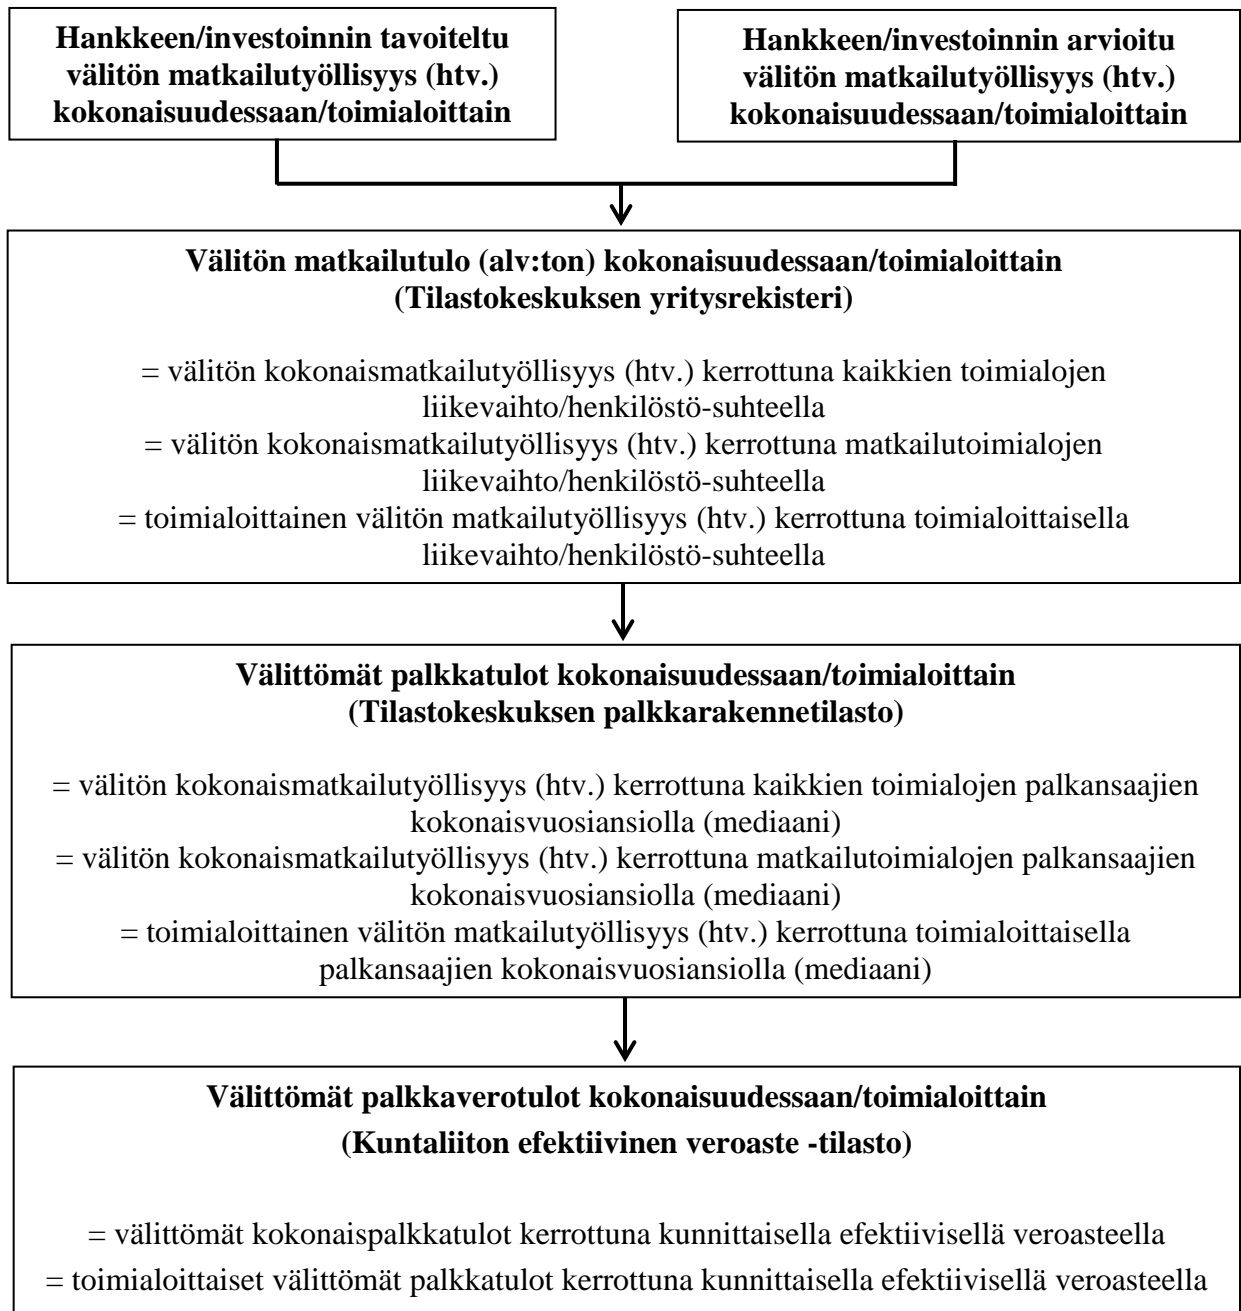 Hankkeen/investoinnin tavoiteltu
välitön matkailutyöllisyys (htv.)
kokonaisuudessaan/toimialoittain
Hankkeen/investoinnin arvioitu
välitön matkailutyöllisyys (htv.)
kokonaisuudessaan/toimialoittain
Välitön matkailutulo (alv:ton) kokonaisuudessaan/toimialoittain
(Tilastokeskuksen yritysrekisteri)
= välitön kokonaismatkailutyöllisyys (htv.) kerrottuna kaikkien toimialojen
liikevaihto/henkilöstö-suhteella
= välitön kokonaismatkailutyöllisyys (htv.) kerrottuna matkailutoimialojen
liikevaihto/henkilöstö-suhteella
= toimialoittainen välitön matkailutyöllisyys (htv.) kerrottuna toimialoittaisella
liikevaihto/henkilöstö-suhteella
Välittömät palkkatulot kokonaisuudessaan/toimialoittain
(Tilastokeskuksen palkkarakennetilasto)
= välitön kokonaismatkailutyöllisyys (htv.) kerrottuna kaikkien toimialojen palkansaajien
kokonaisvuosiansiolla (mediaani)
= välitön kokonaismatkailutyöllisyys (htv.) kerrottuna matkailutoimialojen palkansaajien
kokonaisvuosiansiolla (mediaani)
= toimialoittainen välitön matkailutyöllisyys (htv.) kerrottuna toimialoittaisella
palkansaajien kokonaisvuosiansiolla (mediaani)
Välittömät palkkaverotulot kokonaisuudessaan/toimialoittain
(Kuntaliiton efektiivinen veroaste -tilasto)
= välittömät kokonaispalkkatulot kerrottuna kunnittaisella efektiivisellä veroasteella
= toimialoittaiset välittömät palkkatulot kerrottuna kunnittaisella efektiivisellä veroasteella